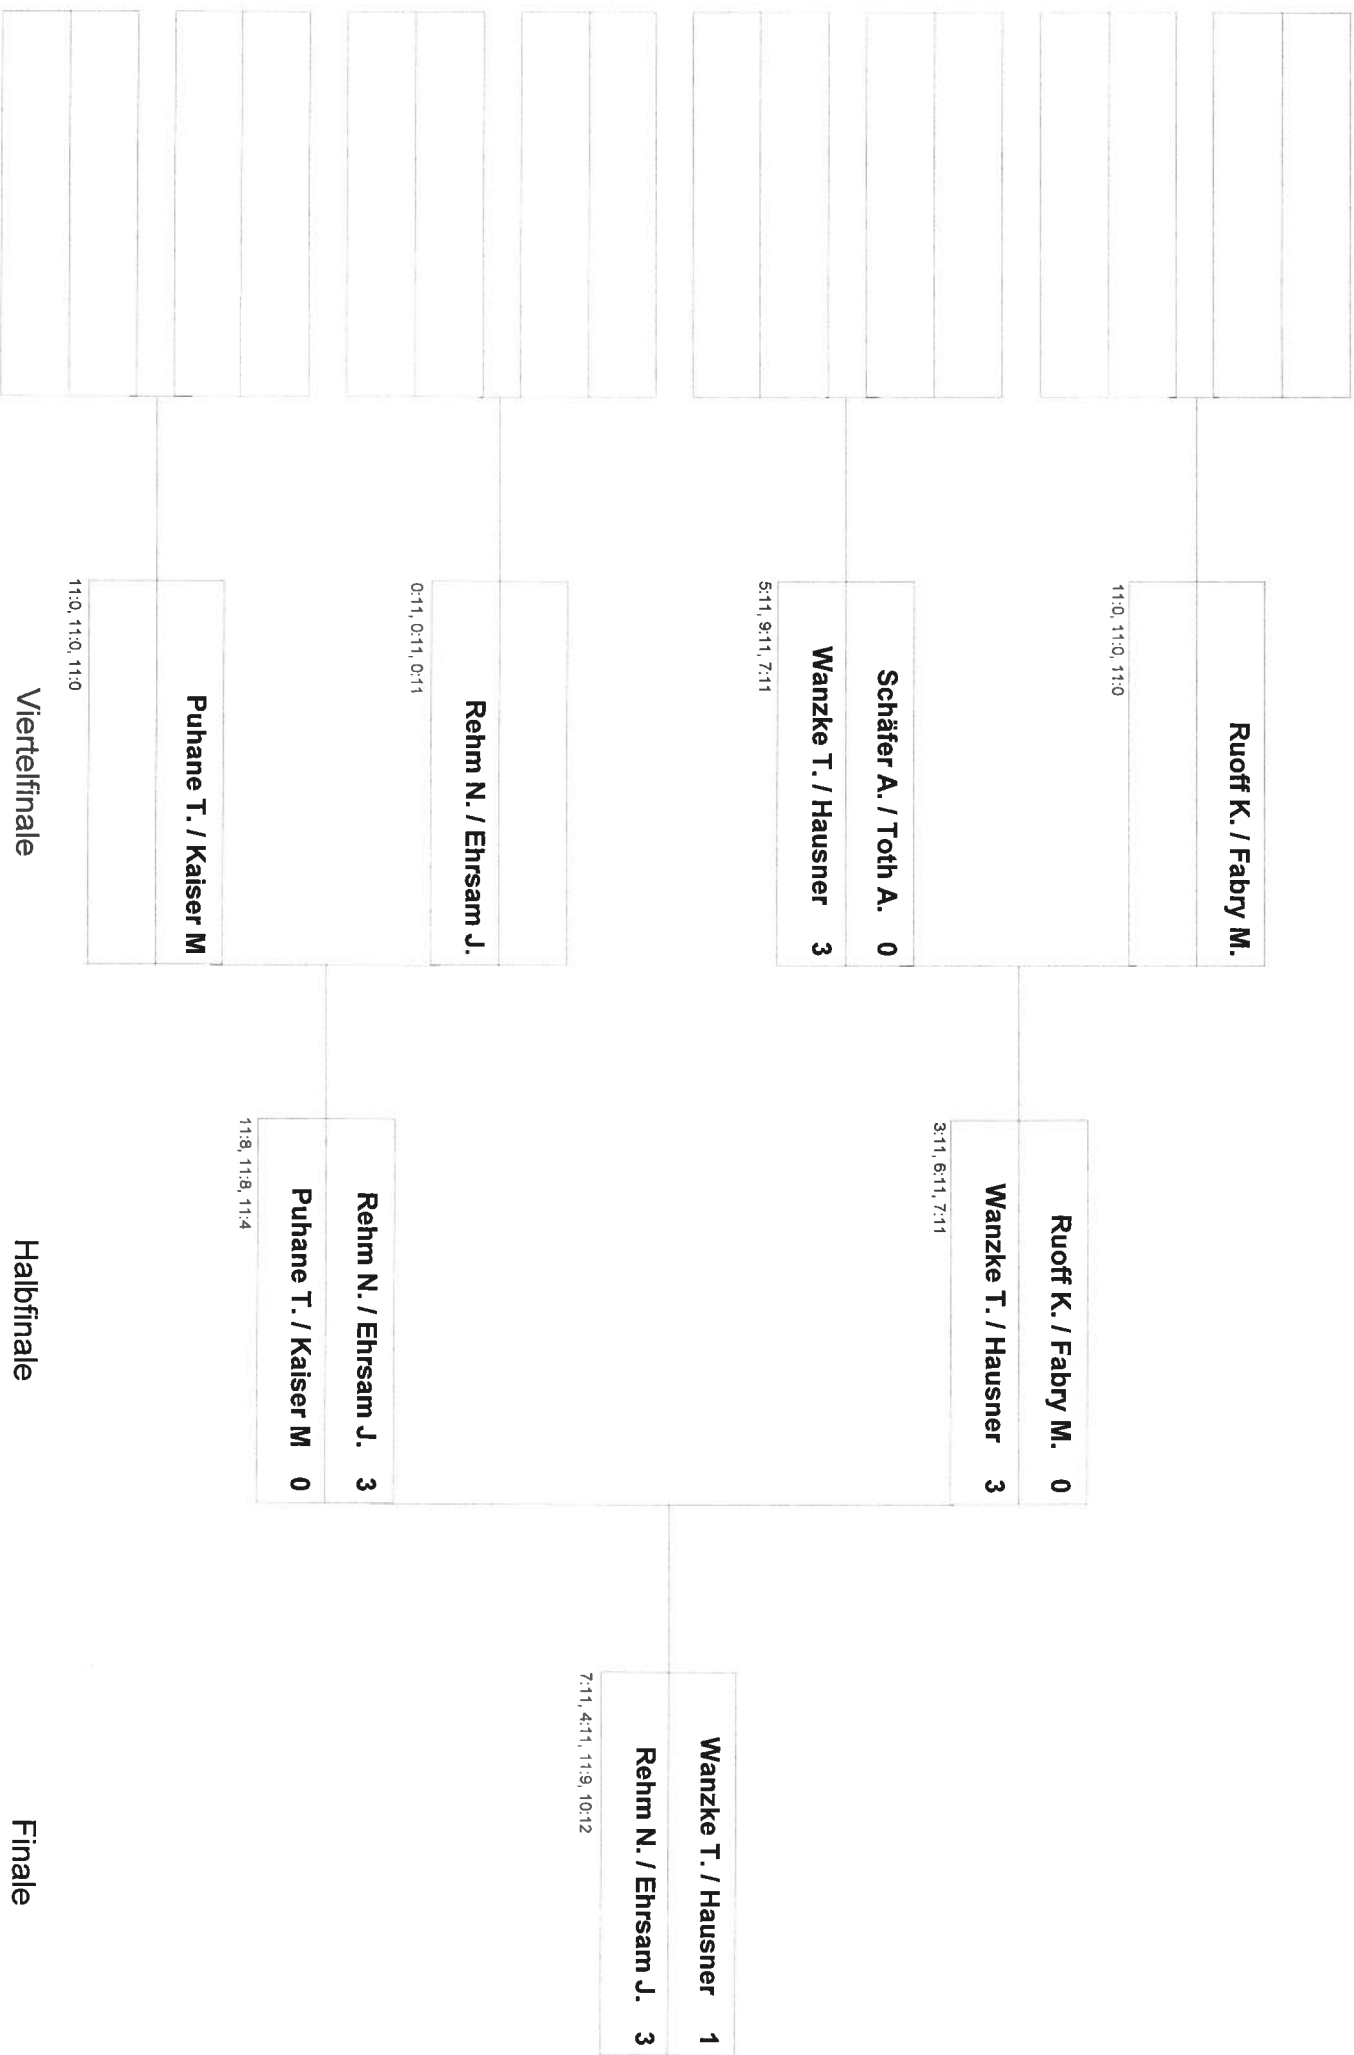 Ruoff K. / Fabry M.
11:0, 11:0, 11:0
Schäfer A. / Toth A. 0
Wanzke T. / Hausner 3
5:11, 9:11, 7:11
Rehm N. / Ehrsam J.
0:11, 0:11, 0:11
Puhane T. / Kaiser M
11:0, 11:0, 11:0
Viertelfinale
Ruoff K. / Fabry M. 0
Wanzke T. / Hausner 3
3:11, 6:11, 7:11
Rehm N. / Ehrsam J. 3
Puhane T. / Kaiser M 0
11:8, 11:8, 11:4
Halbfinale
Wanzke T. / Hausner 1
Rehm N. / Ehrsam J. 3
7:11, 4:11, 11:9, 10:12
Finale